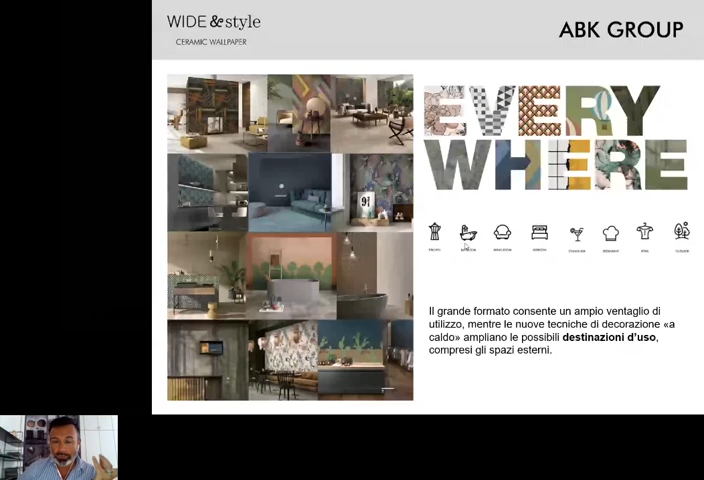 WIDE & style
CERAMIC WALLPAPER
ABK GROUP
EVERY
WHERE
Il grande formato consente un ampio ventaglio di
utilizzo, mentre le nuove tecniche di decorazione «a
caldo» ampliano le possibili destinazioni d'uso,
compresi gli spazi esterni.